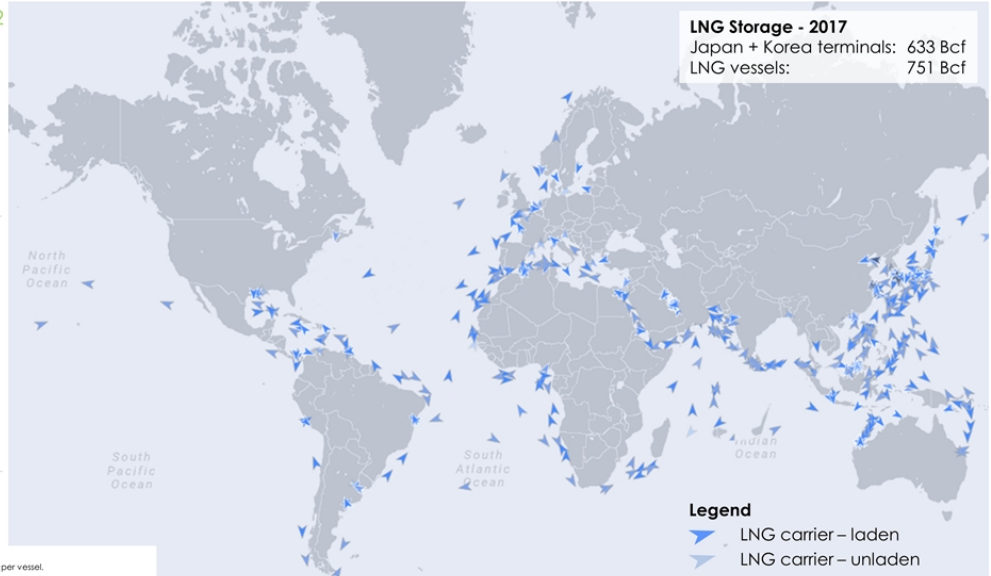 2
LNG Storage - 2017
Japan + Korea terminals: 633 Bcf
LNG vessels: 751 Bcf
North
Pacific
Ocean
South
Pacific
Ocean
South
Atlantic
Ocean
Indian
Ocean
Legend
LNG carrier – laden
LNG carrier – unladen
per vessel.